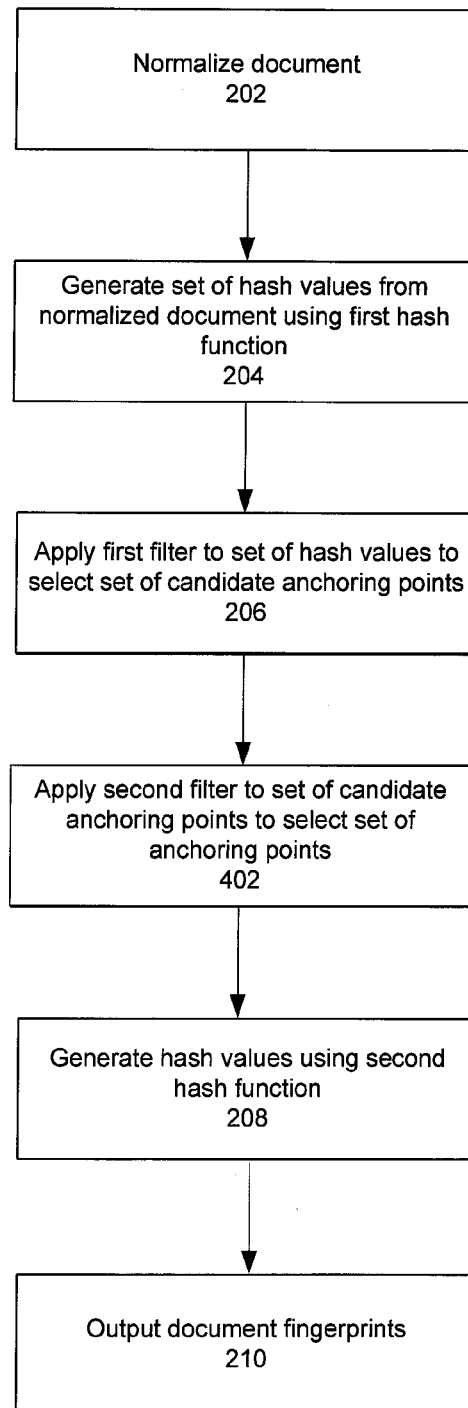 Normalize document
202
Generate set of hash values from
normalized document using first hash
function
204
Apply first filter to set of hash values to
select set of candidate anchoring points
206
Apply second filter to set of candidate
anchoring points to select set of
anchoring points
402
Generate hash values using second
hash function
208
Output document fingerprints
210